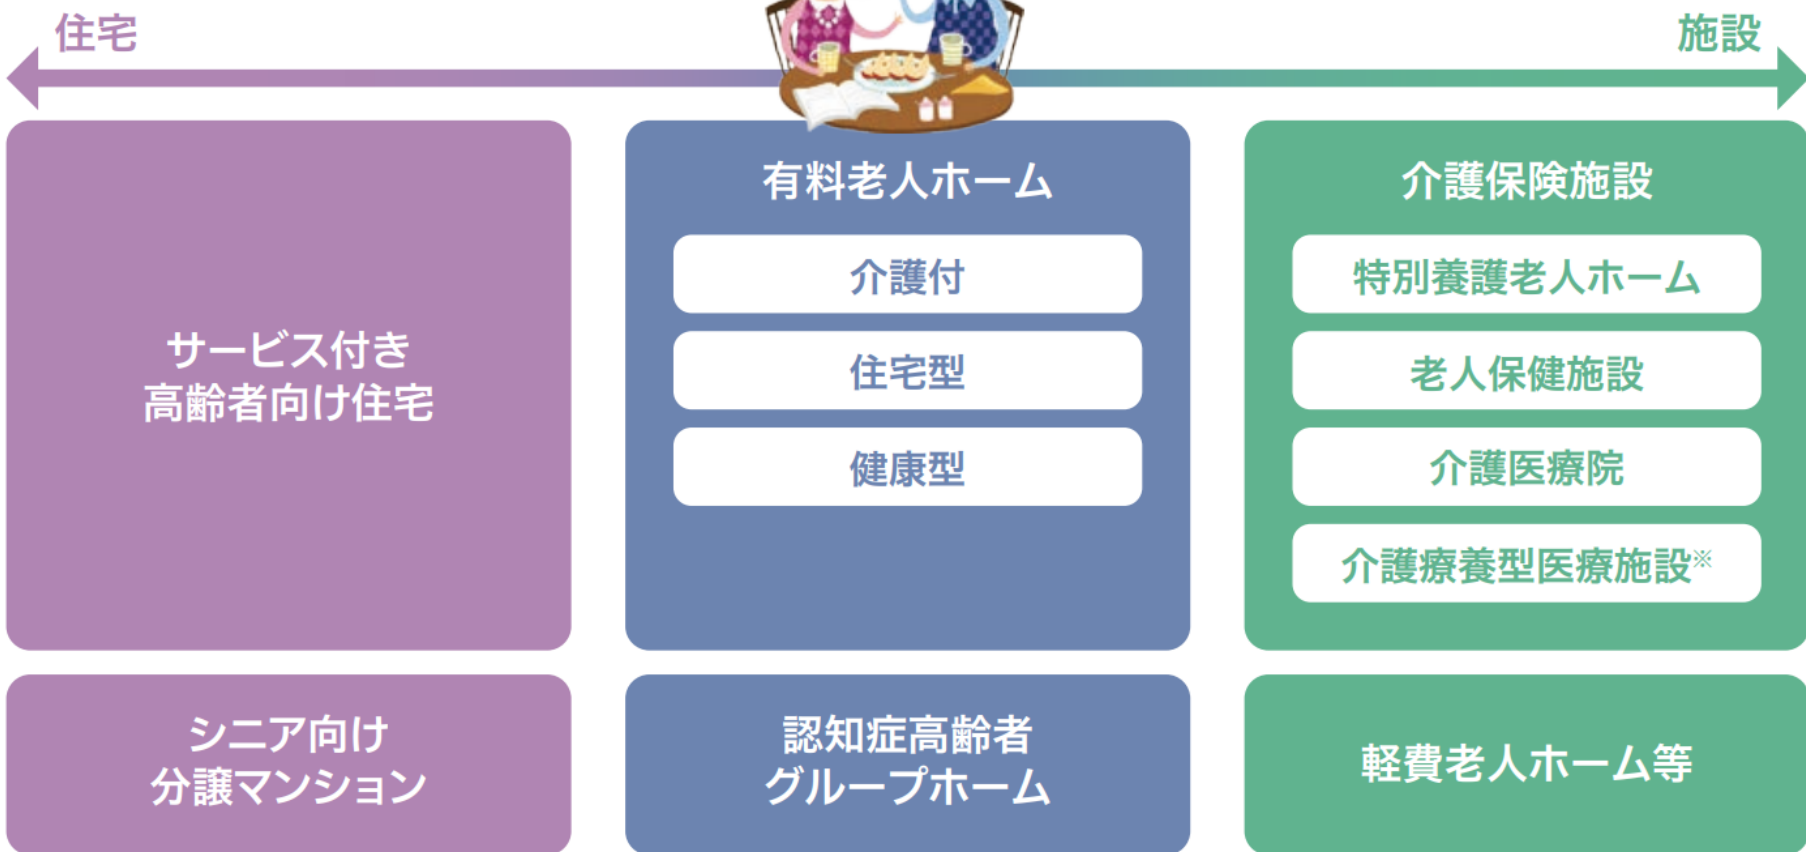 住宅
施設
サービス付き
高齢者向け住宅
有料老人ホーム
介護付
住宅型
健康型
介護保険施設
特別養護老人ホーム
老人保健施設
介護医療院
介護療養型医療施設※
シニア向け
分譲マンション
認知症高齢者
グループホーム
軽費老人ホーム等